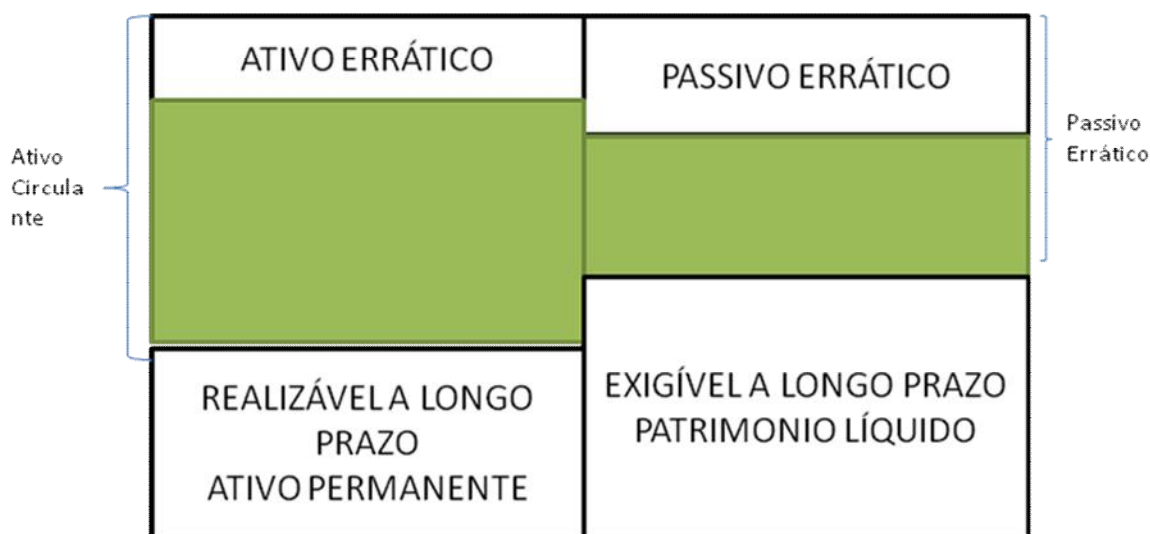 ATIVO ERRÁTICO
PASSIVO ERRÁTICO
Ativo
Circula
nte
Passivo
Errático
REALIZÁVEL A LONGO
PRAZO
ATIVO PERMANENTE
EXIGÍVEL A LONGO PRAZO
PATRIMONIO LÍQUIDO